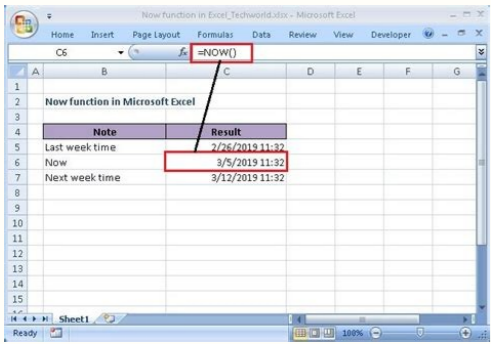 Now function in Excel_Techworld.xlsx - Microsoft Excel
Home Insert Page Layout Formulas Data Review View Developer
C6 fx =NOW()
A B C D E F G
1
2 Now function in Microsoft Excel
3
4 Note Result
5 Last week time 2/26/2019 11:32
6 Now 3/5/2019 11:32
7 Next week time 3/12/2019 11:32
8
9
10
11
12
13
14
15
Sheet1
Ready 100%